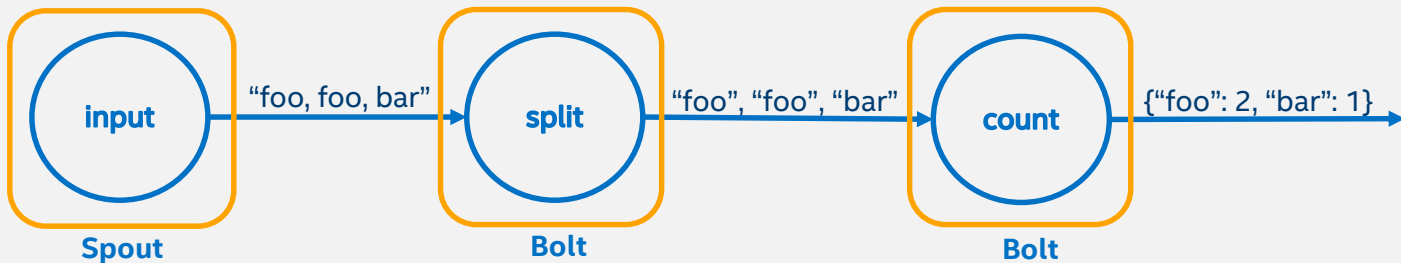 input
“foo, foo, bar”
split
“foo”, “foo”, “bar”
count
{“foo”: 2, “bar”: 1}
Spout
Bolt
Bolt